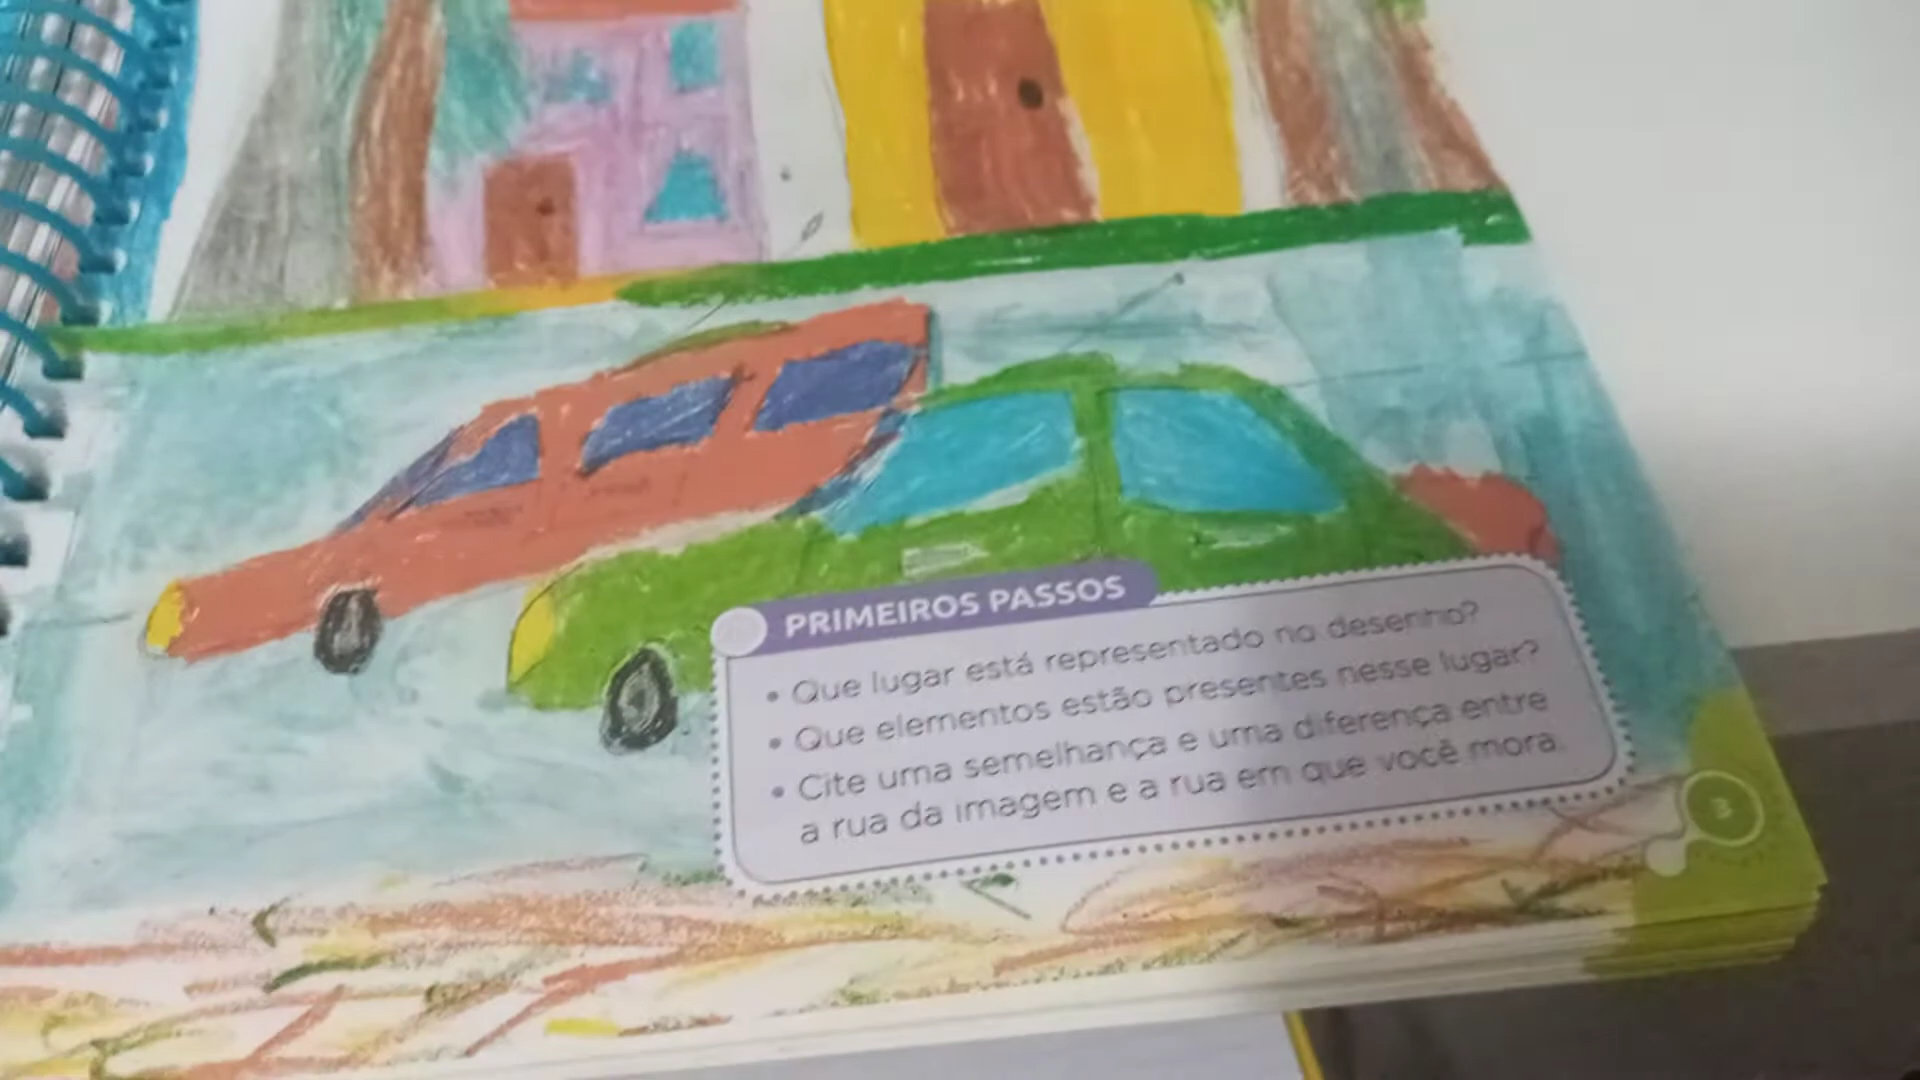 PRIMEIROS PASSOS
• Que lugar está representado no desenho?
• Que elementos estão presentes nesse lugar?
• Cite uma semelhança e uma diferença entre
a rua da imagem e a rua em que você mora.